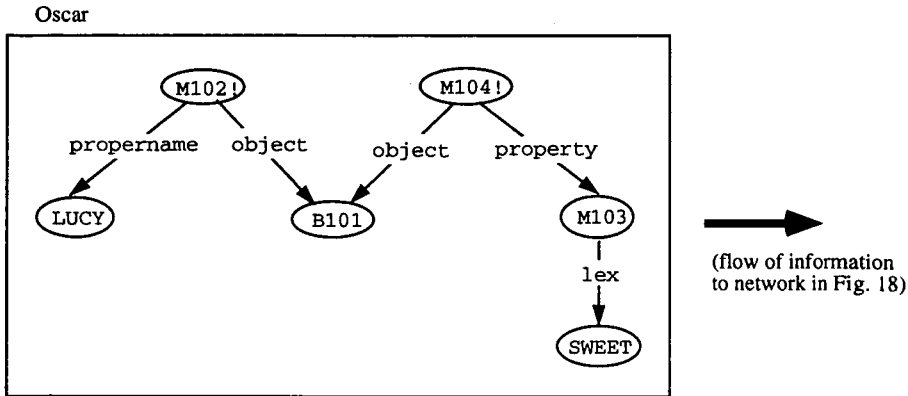 Oscar
M102!
M104!
propername
object
object
property
LUCY
B101
M103
lex
SWEET
(flow of information
to network in Fig. 18)